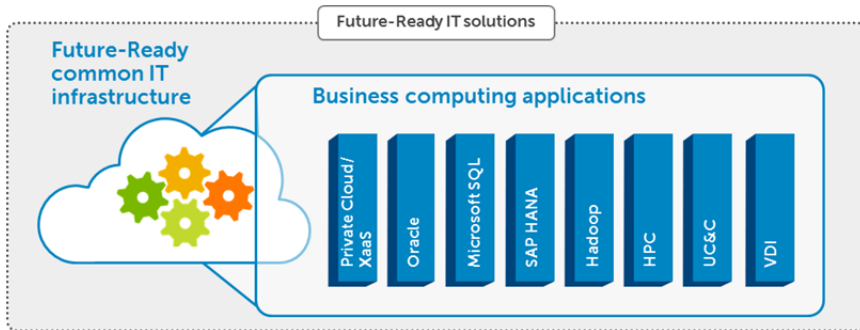 Future-Ready IT solutions
Future-Ready
common IT
infrastructure
Business computing applications
Private Cloud/
XaaS
Oracle
Microsoft SQL
SAP HANA
Hadoop
HPC
UC&C
VDI